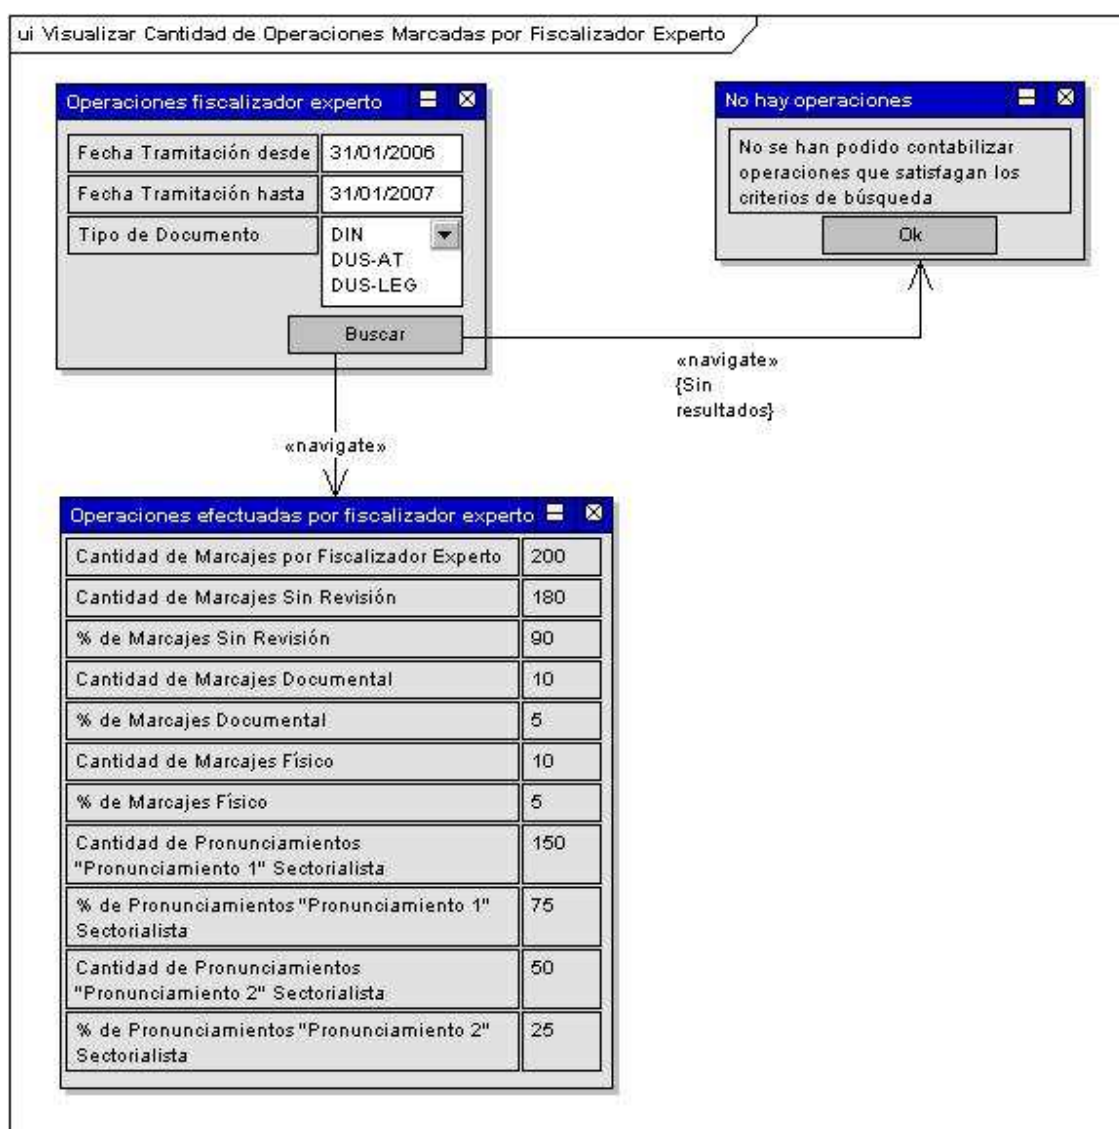 ui Visualizar Cantidad de Operaciones Marcadas por Fiscalizador Experto
Operaciones fiscalizador experto
Fecha Tramitación desde 31/01/2006
Fecha Tramitación hasta 31/01/2007
Tipo de Documento DIN
DUS-AT
DUS-LEG
Buscar
No hay operaciones
No se han podido contabilizar
operaciones que satisfagan los
criterios de búsqueda
Ok
«navigate»
{Sin
resultados}
«navigate»
Operaciones efectuadas por fiscalizador experto
Cantidad de Marcajes por Fiscalizador Experto 200
Cantidad de Marcajes Sin Revisión 180
% de Marcajes Sin Revisión 90
Cantidad de Marcajes Documental 10
% de Marcajes Documental 5
Cantidad de Marcajes Físico 10
% de Marcajes Físico 5
Cantidad de Pronunciamientos 150
"Pronunciamiento 1" Sectorialista
% de Pronunciamientos "Pronunciamiento 1" 75
Sectorialista
Cantidad de Pronunciamientos 50
"Pronunciamiento 2" Sectorialista
% de Pronunciamientos "Pronunciamiento 2" 25
Sectorialista